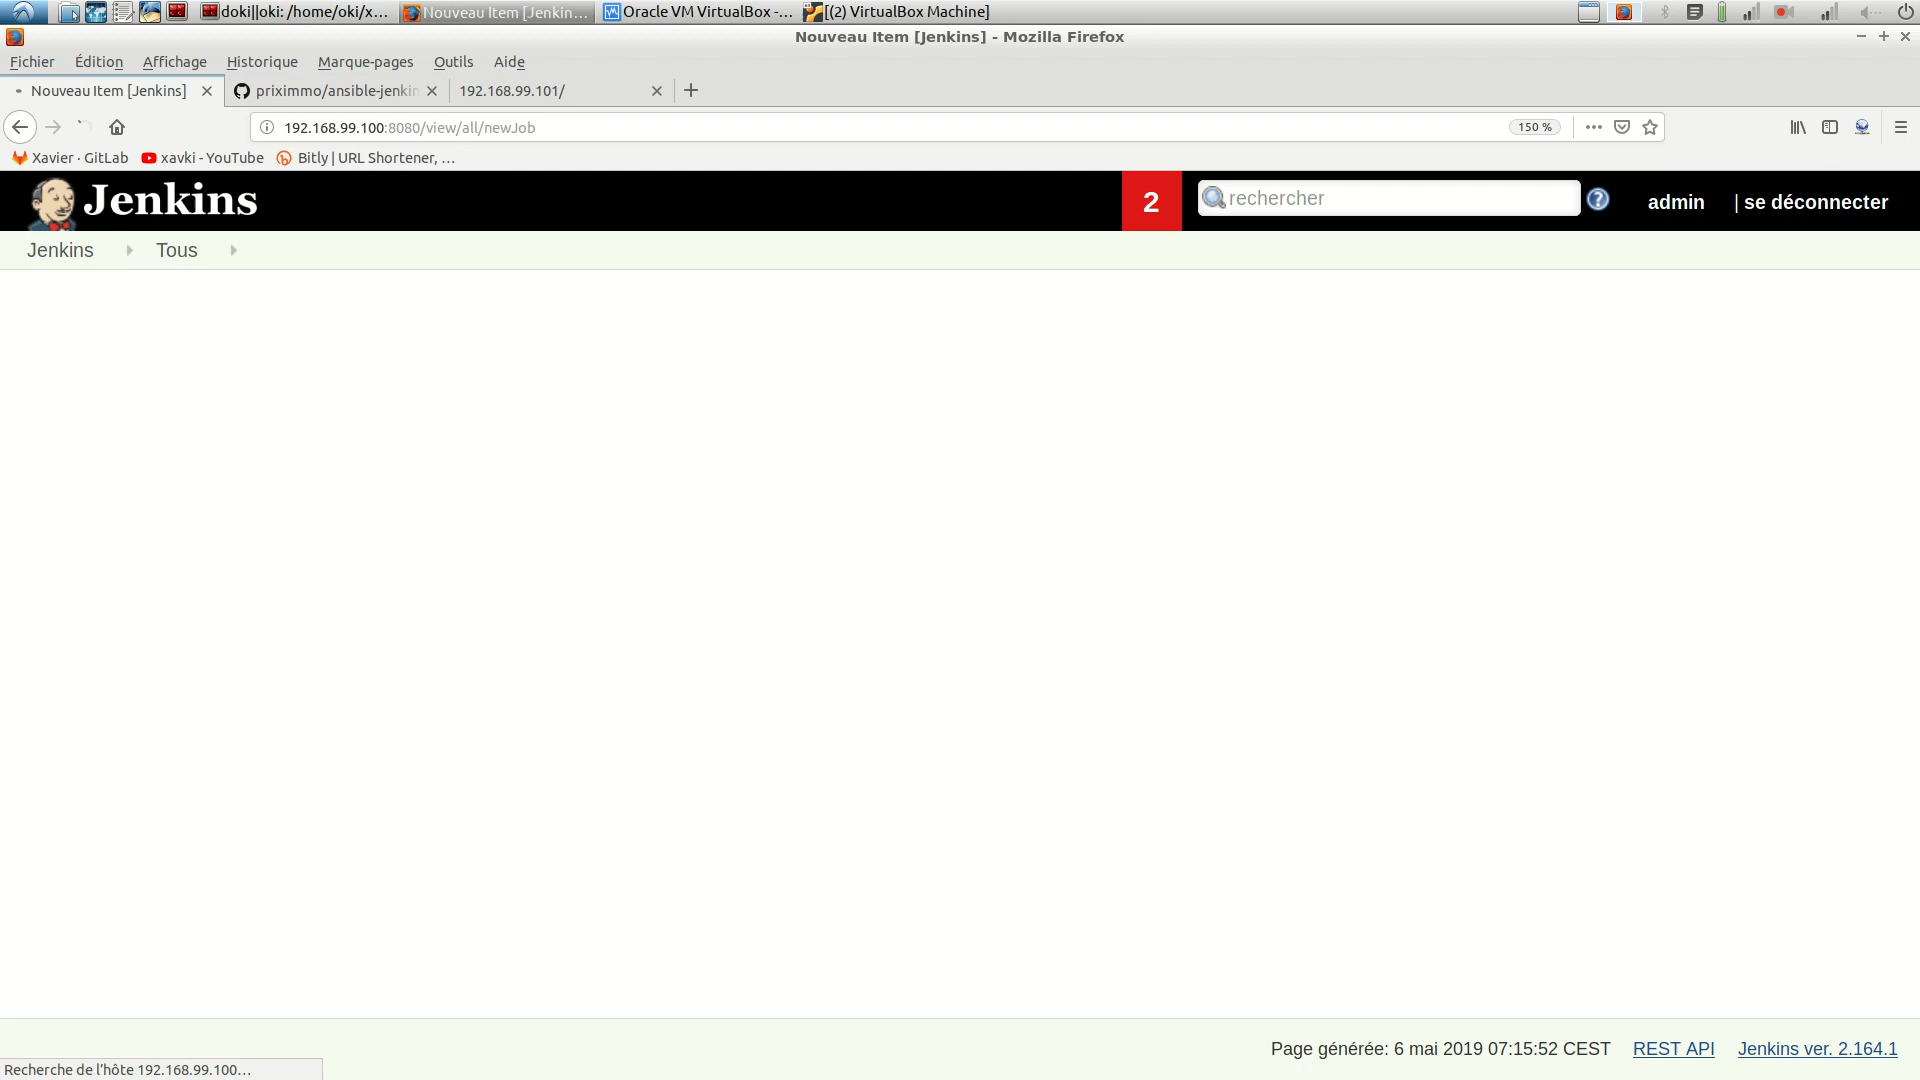 doki||oki: /home/oki/x... Nouveau Item [Jenkin... Oracle VM VirtualBox -... [(2) VirtualBox Machine]
Nouveau Item [Jenkins] - Mozilla Firefox
Fichier Édition Affichage Historique Marque-pages Outils Aide
Nouveau Item [Jenkins] priximmo/ansible-jenkin 192.168.99.101/
192.168.99.100:8080/view/all/newJob 150 %
Xavier · GitLab xavki - YouTube Bitly | URL Shortener, ...
Jenkins 2 rechercher admin | se déconnecter
Jenkins Tous
Page générée: 6 mai 2019 07:15:52 CEST REST API Jenkins ver. 2.164.1
Recherche de l'hôte 192.168.99.100...